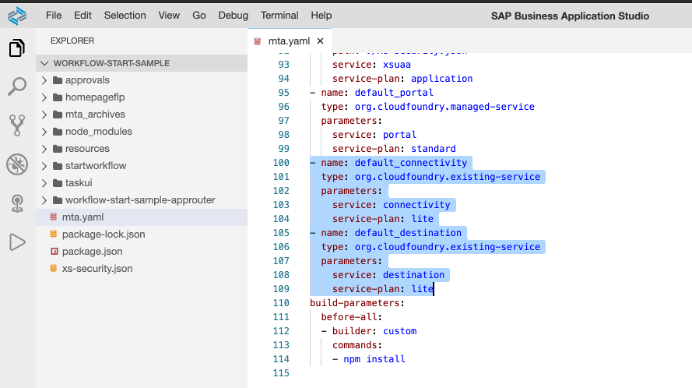 File Edit Selection View Go Debug Terminal Help SAP Business Application Studio
EXPLORER
mta.yaml ×
WORKFLOW-START-SAMPLE
approvals
homepageflp
mta_archives
node_modules
resources
startworkflow
taskui
workflow-start-sample-approuter
mta.yaml
package-lock.json
package.json
xs-security.json
93 service: xsuaa
94 service-plan: application
95 - name: default_portal
96 type: org.cloudfoundry.managed-service
97 parameters:
98 service: portal
99 service-plan: standard
100 - name: default_connectivity
101 type: org.cloudfoundry.existing-service
102 parameters:
103 service: connectivity
104 service-plan: lite
105 - name: default_destination
106 type: org.cloudfoundry.existing-service
107 parameters:
108 service: destination
109 service-plan: lite
110 build-parameters:
111 before-all:
112 - builder: custom
113 commands:
114 - npm install
115